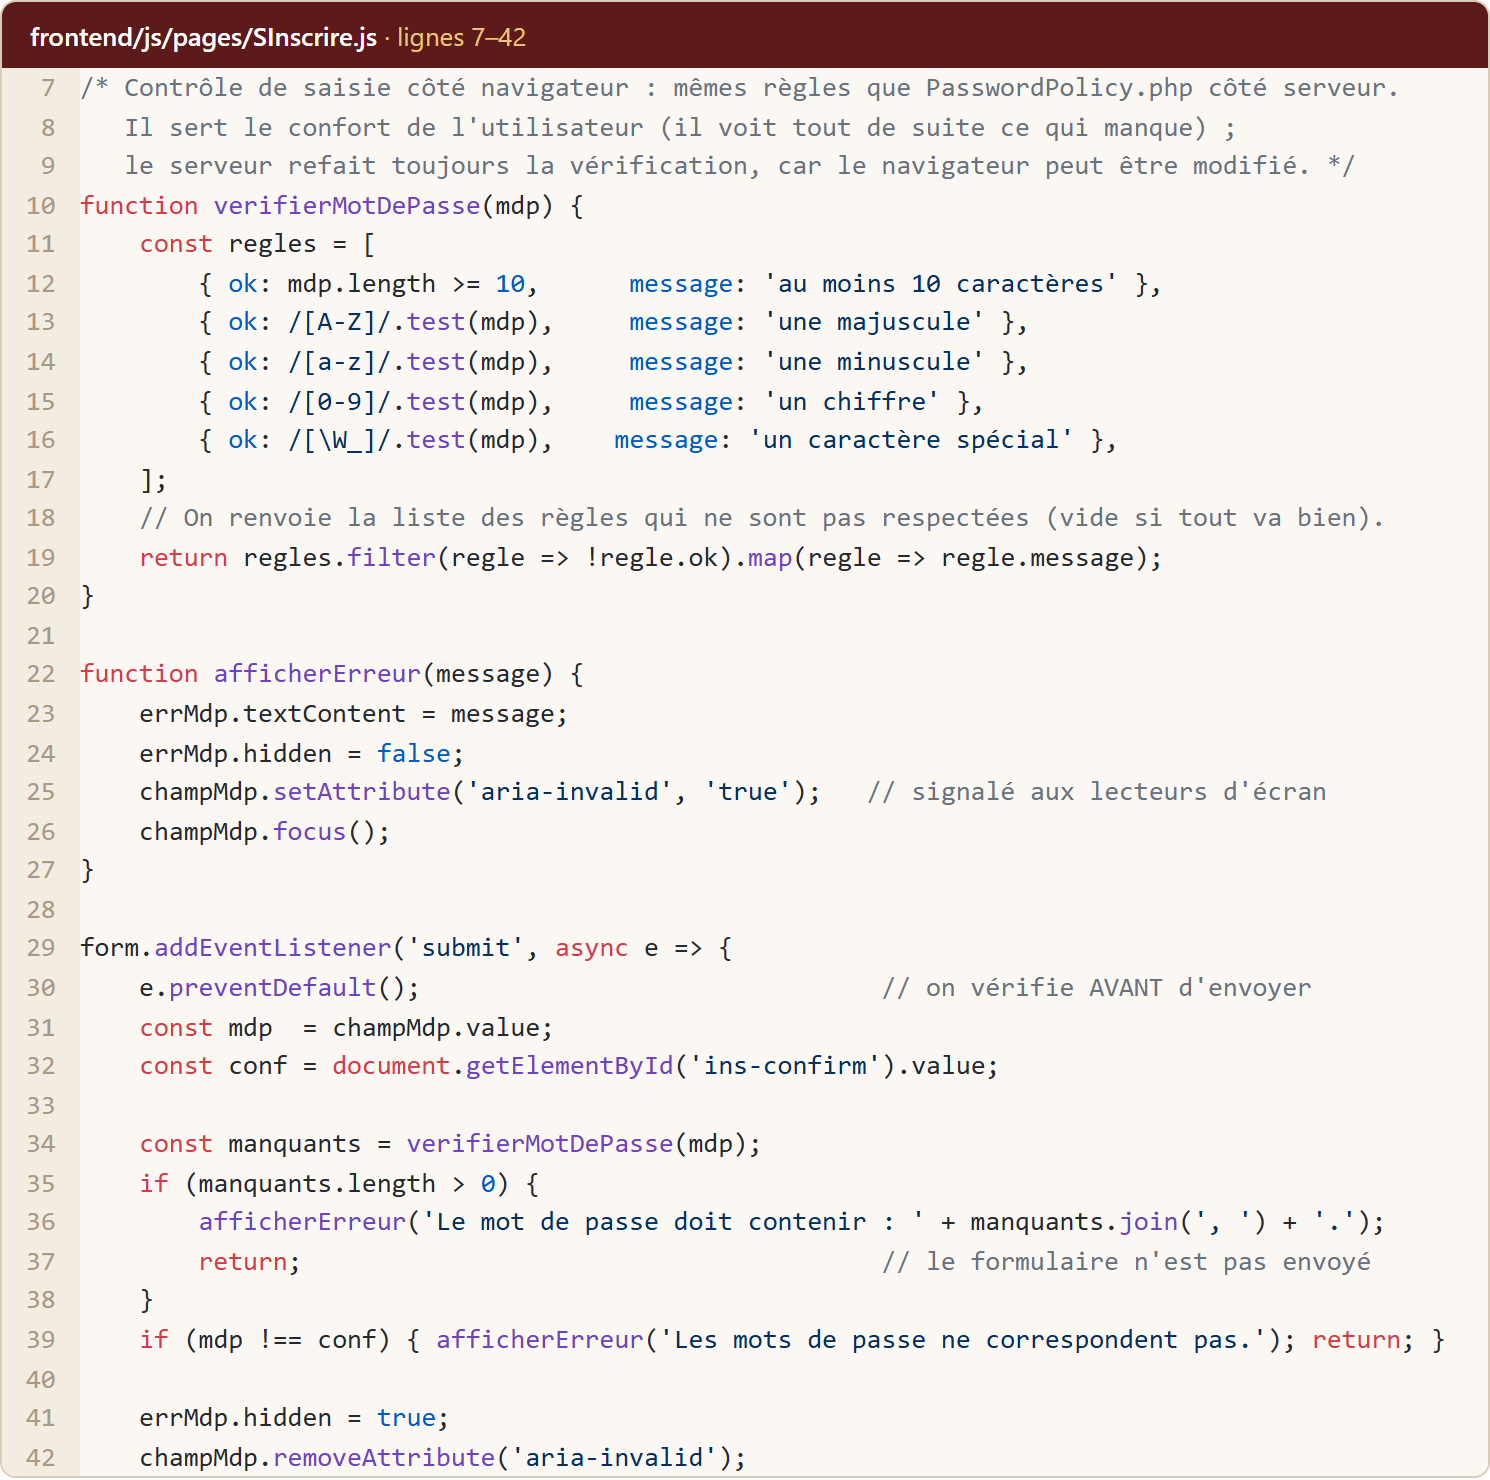 frontend/js/pages/SInscrire.js · lignes 7–42
7 /* Contrôle de saisie côté navigateur : mêmes règles que PasswordPolicy.php côté serveur.
8    Il sert le confort de l'utilisateur (il voit tout de suite ce qui manque) ;
9    le serveur refait toujours la vérification, car le navigateur peut être modifié. */
10 function verifierMotDePasse(mdp) {
11     const regles = [
12         { ok: mdp.length >= 10,      message: 'au moins 10 caractères' },
13         { ok: /[A-Z]/.test(mdp),     message: 'une majuscule' },
14         { ok: /[a-z]/.test(mdp),     message: 'une minuscule' },
15         { ok: /[0-9]/.test(mdp),     message: 'un chiffre' },
16         { ok: /[\W_]/.test(mdp),    message: 'un caractère spécial' },
17     ];
18     // On renvoie la liste des règles qui ne sont pas respectées (vide si tout va bien).
19     return regles.filter(regle => !regle.ok).map(regle => regle.message);
20 }
21
22 function afficherErreur(message) {
23     errMdp.textContent = message;
24     errMdp.hidden = false;
25     champMdp.setAttribute('aria-invalid', 'true');   // signalé aux lecteurs d'écran
26     champMdp.focus();
27 }
28
29 form.addEventListener('submit', async e => {
30     e.preventDefault();                               // on vérifie AVANT d'envoyer
31     const mdp  = champMdp.value;
32     const conf = document.getElementById('ins-confirm').value;
33
34     const manquants = verifierMotDePasse(mdp);
35     if (manquants.length > 0) {
36         afficherErreur('Le mot de passe doit contenir : ' + manquants.join(', ') + '.');
37         return;                                       // le formulaire n'est pas envoyé
38     }
39     if (mdp !== conf) { afficherErreur('Les mots de passe ne correspondent pas.'); return; }
40
41     errMdp.hidden = true;
42     champMdp.removeAttribute('aria-invalid');